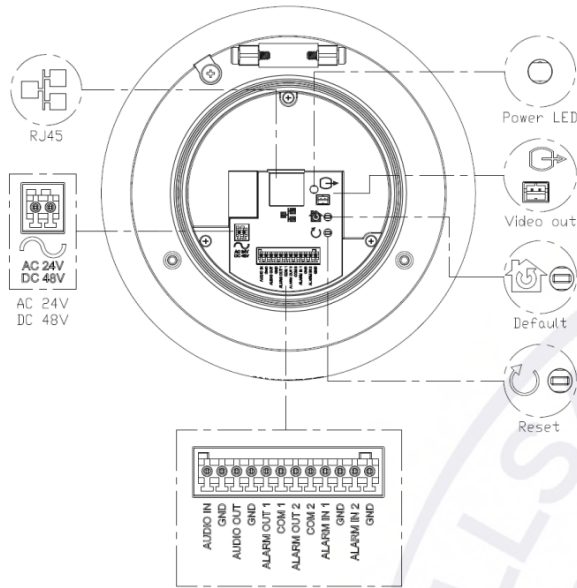 RJ45
Power LED
Video out
AC 24V
DC 48V
AC 24V
DC 48V
Default
Reset
AUDIO IN
GND
AUDIO OUT
GND
ALARM OUT 1
COM 1
ALARM OUT 2
COM 2
ALARM IN 1
GND
ALARM IN 2
GND